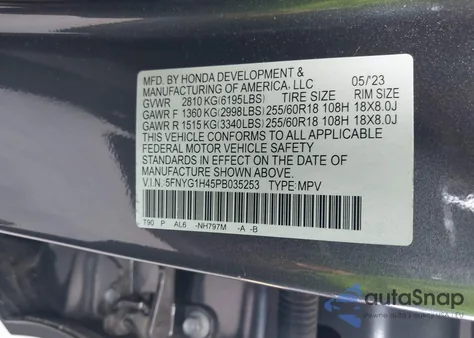 MFD. BY HONDA DEVELOPMENT &
MANUFACTURING OF AMERICA, LLC 05/'23
GVWR 2810 KG(6195LBS) TIRE SIZE RIM SIZE
GAWR F 1360 KG(2998LBS) 255/60R18 108H 18X8.0J
GAWR R 1515 KG(3340LBS) 255/60R18 108H 18X8.0J
THIS VEHICLE CONFORMS TO ALL APPLICABLE
FEDERAL MOTOR VEHICLE SAFETY AND
THEFT PREVENTION STANDARDS IN EFFECT ON THE DATE OF
MANUFACTURE SHOWN ABOVE.
V.I.N.: 5FNYG1H45PB035253 TYPE: MPV
T90 P AL6 -NH797M -A -B
autoSnap